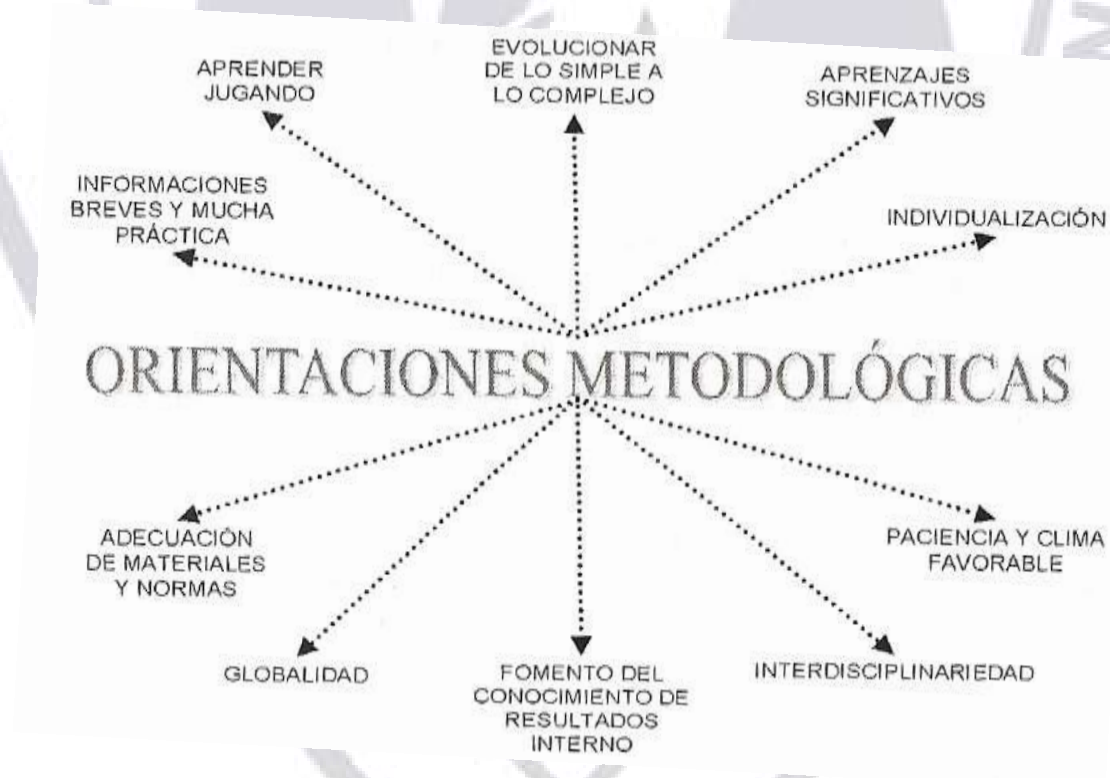 EVOLUCIONAR
DE LO SIMPLE A
LO COMPLEJO
APRENDER
JUGANDO
APRENZAJES
SIGNIFICATIVOS
INFORMACIONES
BREVES Y MUCHA
PRÁCTICA
INDIVIDUALIZACIÓN
ORIENTACIONES METODOLÓGICAS
ADECUACIÓN
DE MATERIALES
Y NORMAS
PACIENCIA Y CLIMA
FAVORABLE
GLOBALIDAD
FOMENTO DEL
CONOCIMIENTO DE
RESULTADOS
INTERNO
INTERDISCIPLINARIEDAD